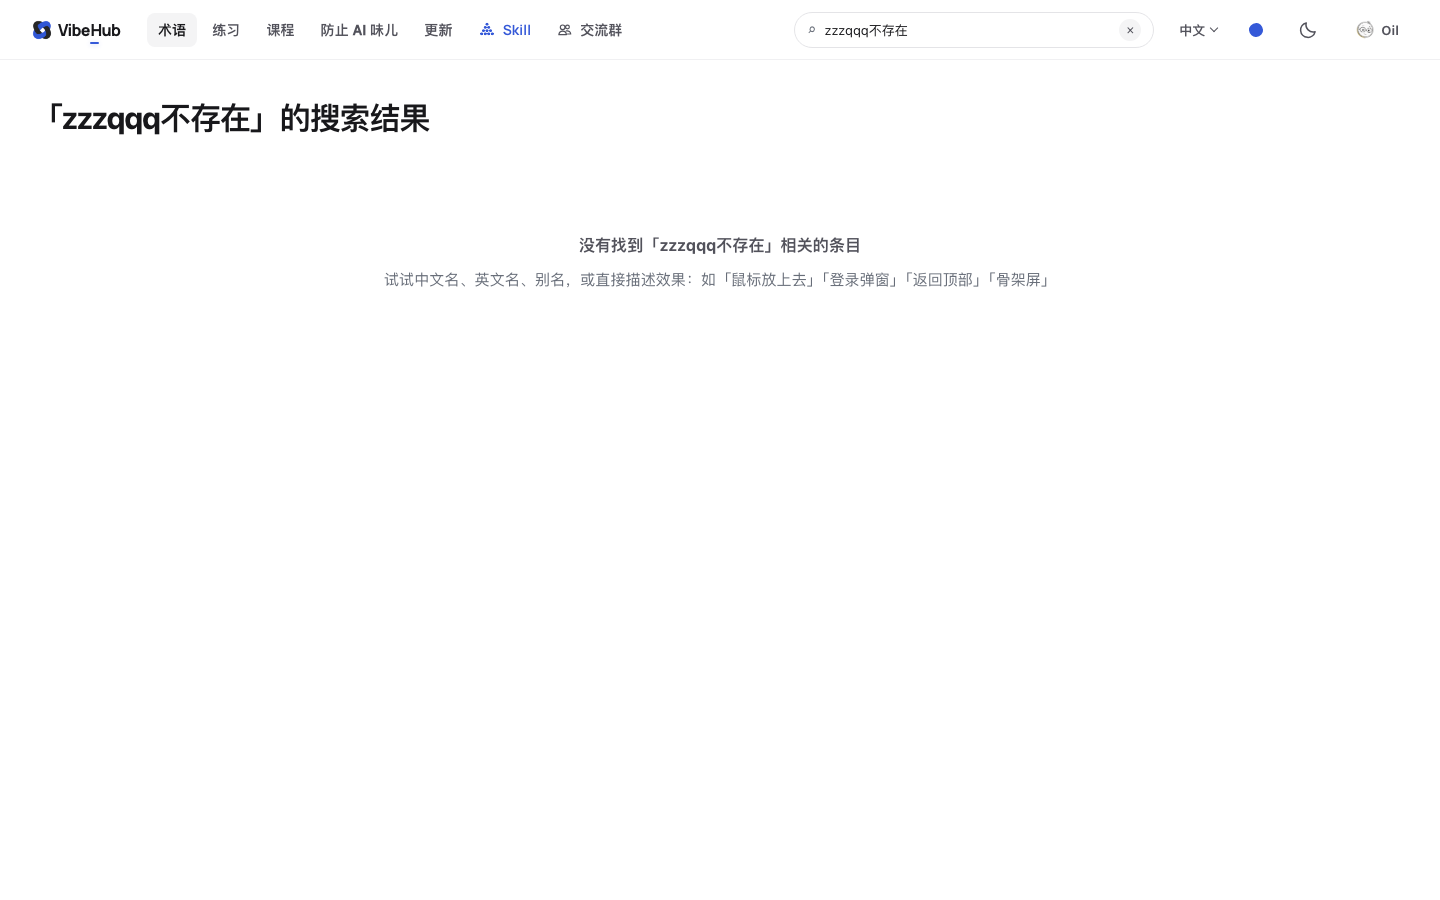 VibeHub
术语
练习
课程
防止 AI 味儿
更新
Skill
交流群
zzzqqq不存在
中文
Oil
「zzzqqq不存在」的搜索结果
没有找到「zzzqqq不存在」相关的条目
试试中文名、英文名、别名，或直接描述效果：如「鼠标放上去」「登录弹窗」「返回顶部」「骨架屏」